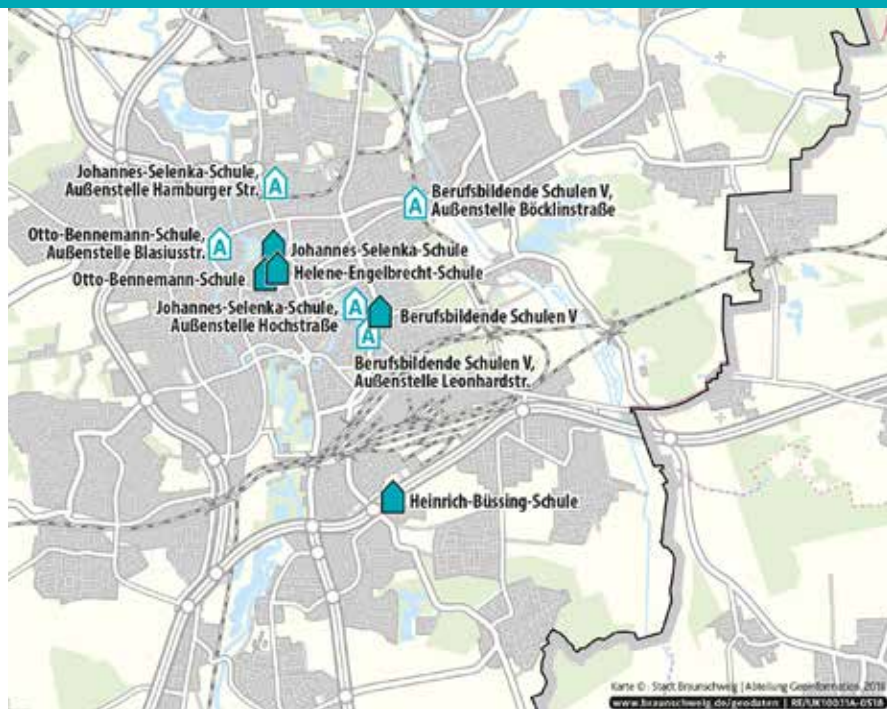 Johannes-Selenka-Schule,
Außenstelle Hamburger Str.
A
A
Berufsbildende Schulen V,
Außenstelle Böcklinstraße
Otto-Bennemann-Schule,
Außenstelle Blasiusstr.
A
Johannes-Selenka-Schule
Helene-Engelbrecht-Schule
Otto-Bennemann-Schule
Johannes-Selenka-Schule,
Außenstelle Hochstraße
A
Berufsbildende Schulen V
A
Berufsbildende Schulen V,
Außenstelle Leonhardstr.
Heinrich-Büssing-Schule
Karte ©: Stadt Braunschweig | Abteilung Geoinformation, 2018
www.braunschweig.de/geodaten |